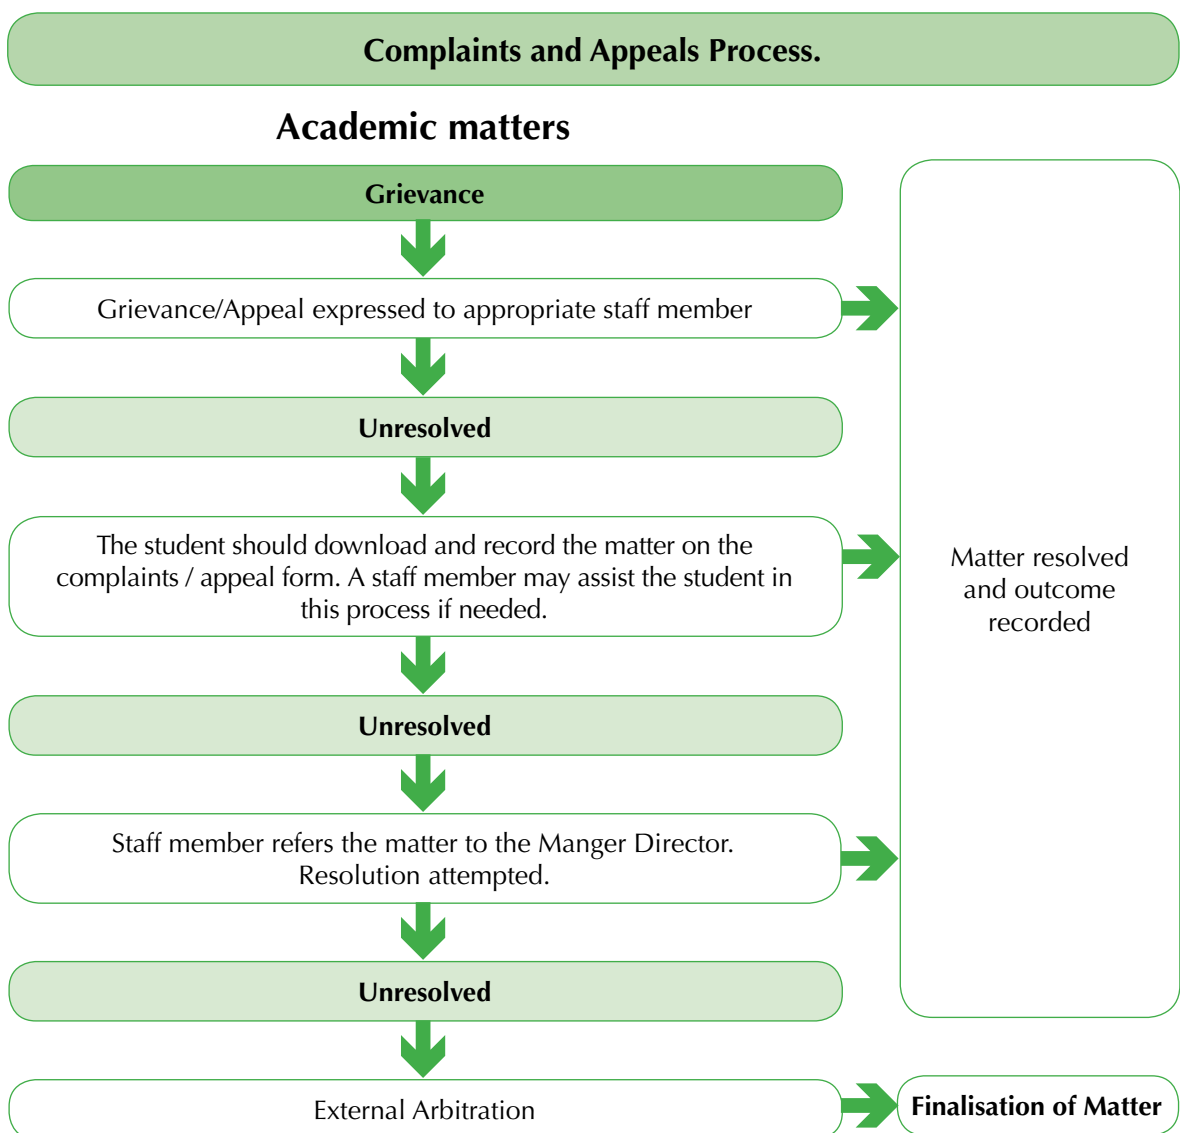 Complaints and Appeals Process.
Academic matters
Grievance
Grievance/Appeal expressed to appropriate staff member
Unresolved
The student should download and record the matter on the
complaints / appeal form. A staff member may assist the student in
this process if needed.
Matter resolved
and outcome
recorded
Unresolved
Staff member refers the matter to the Manger Director.
Resolution attempted.
Unresolved
External Arbitration
Finalisation of Matter